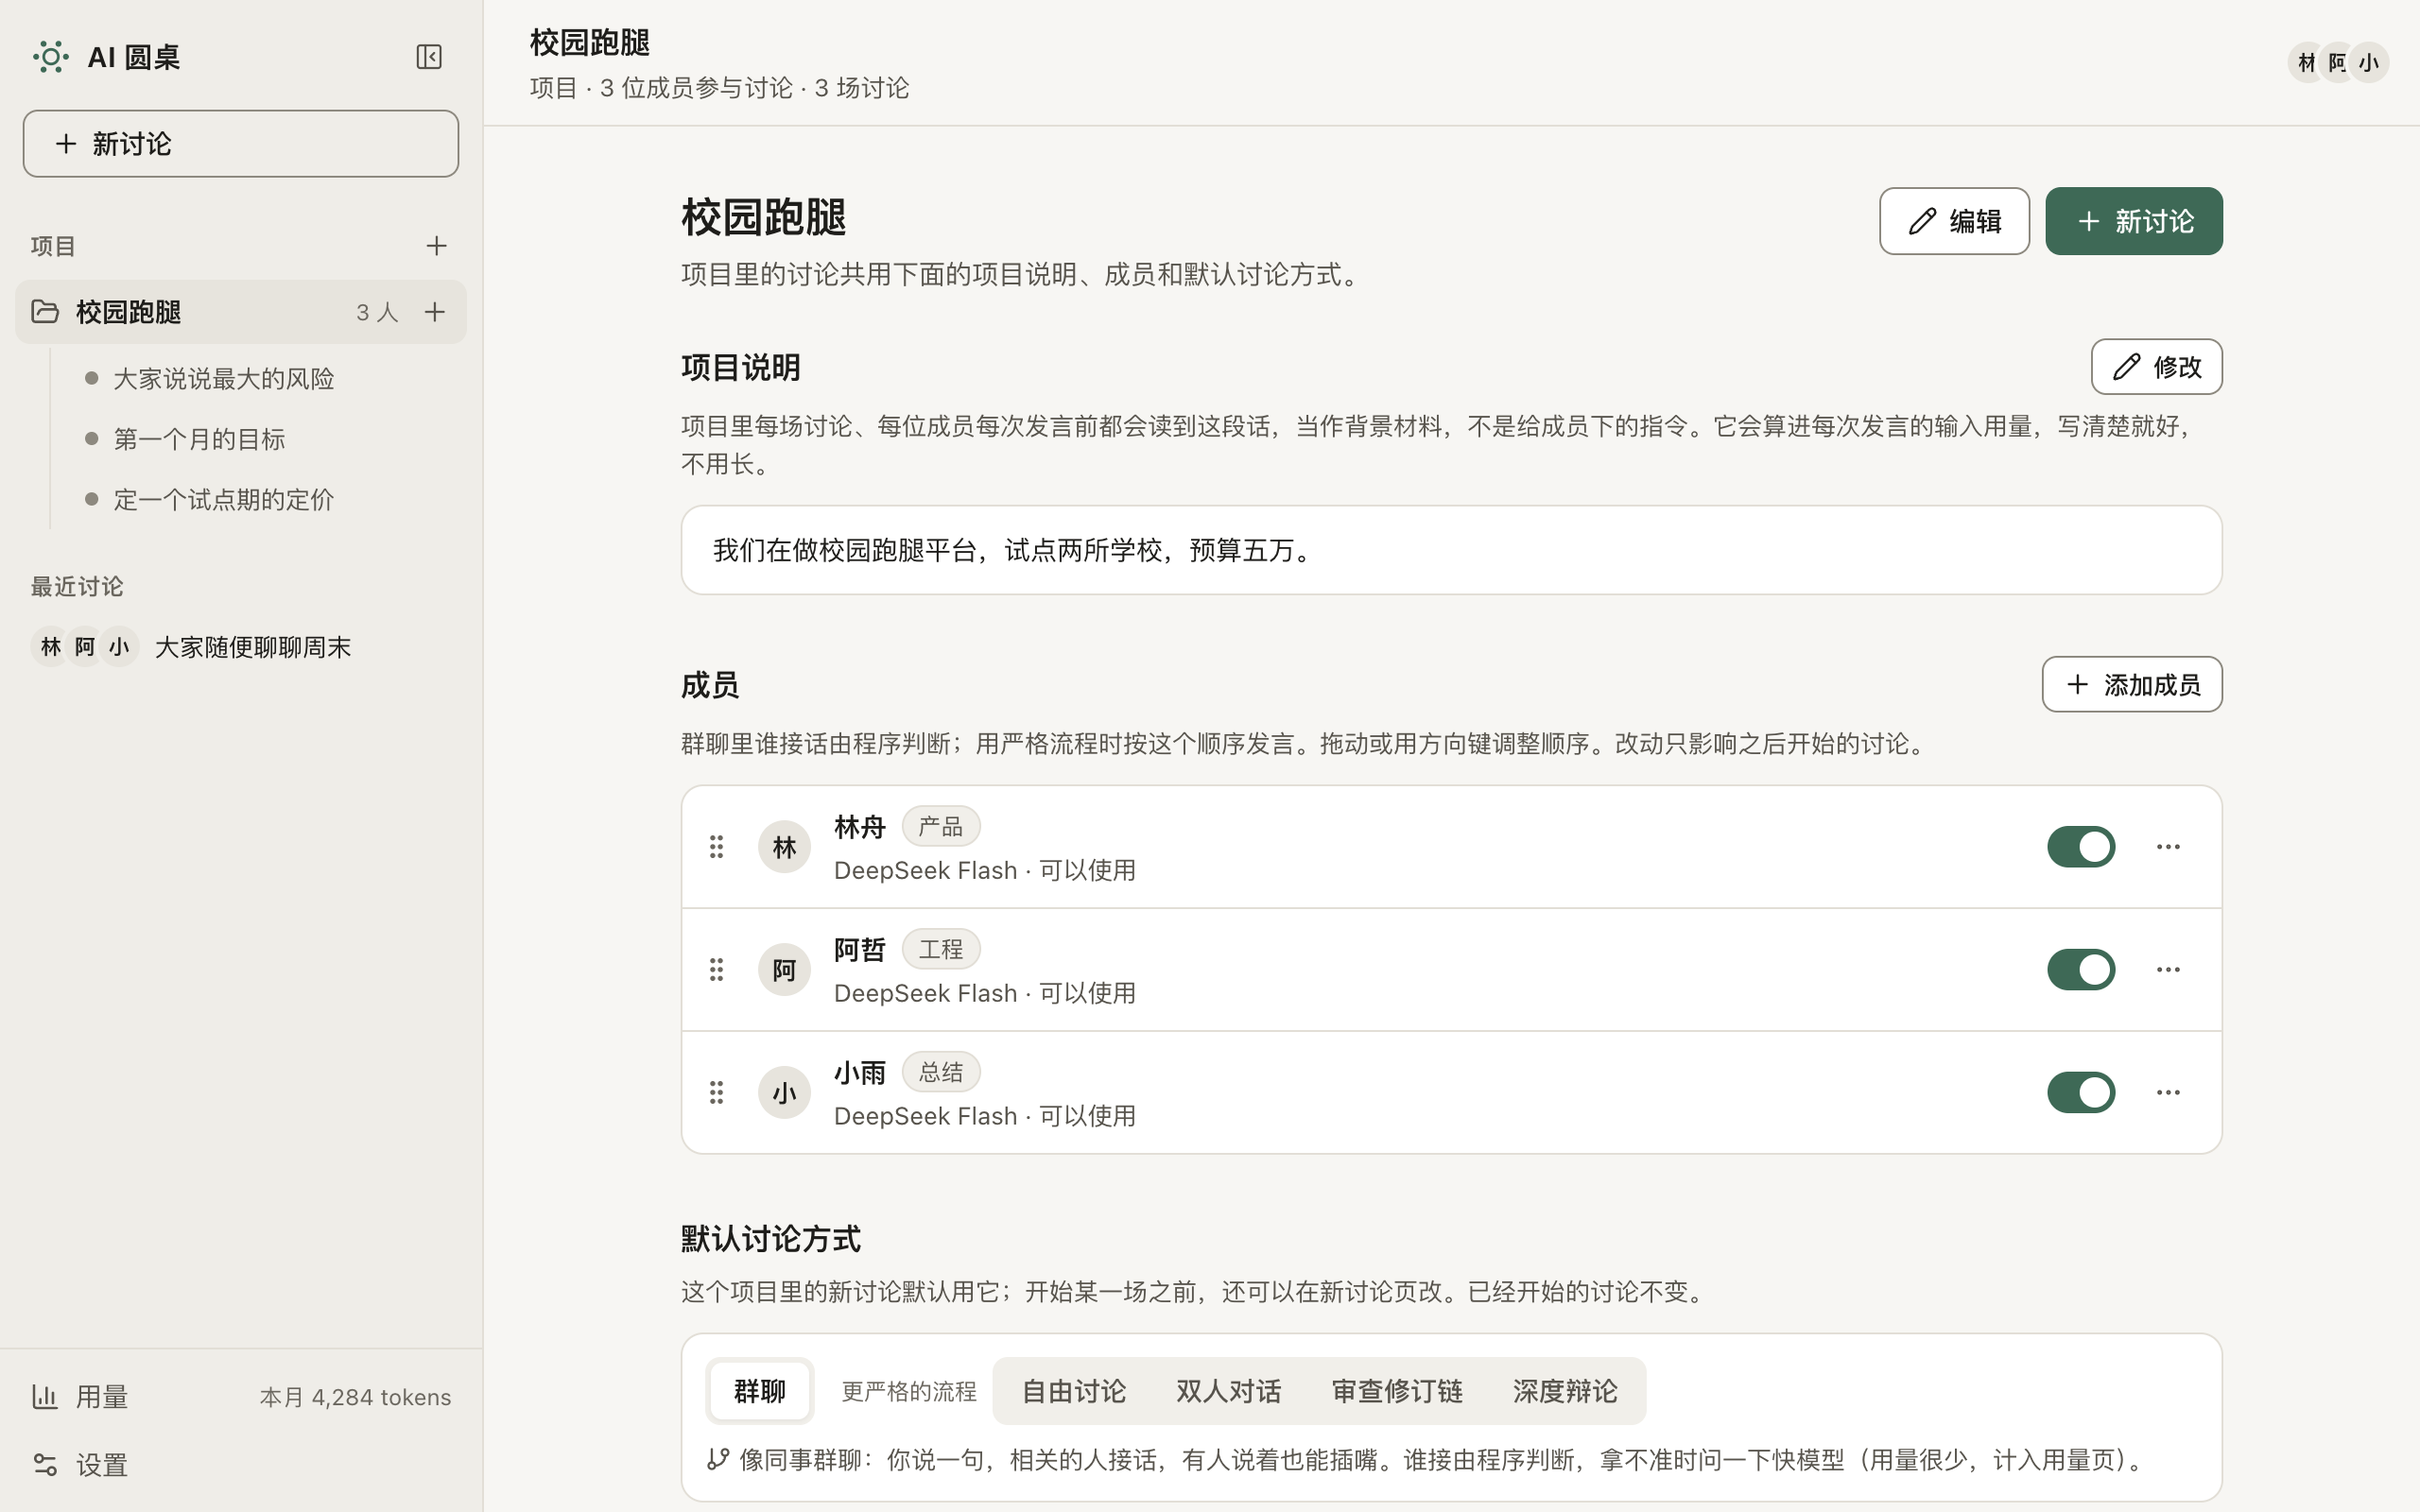 AI 圆桌
新讨论
项目
校园跑腿 3 人
大家说说最大的风险
第一个月的目标
定一个试点期的定价
最近讨论
林 阿 小 大家随便聊聊周末
用量 本月 4,284 tokens
设置
校园跑腿
项目 · 3 位成员参与讨论 · 3 场讨论
林 阿 小
校园跑腿
编辑
新讨论
项目里的讨论共用下面的项目说明、成员和默认讨论方式。
项目说明
修改
项目里每场讨论、每位成员每次发言前都会读到这段话，当作背景材料，不是给成员下的指令。它会算进每次发言的输入用量，写清楚就好，
不用长。
我们在做校园跑腿平台，试点两所学校，预算五万。
成员
添加成员
群聊里谁接话由程序判断；用严格流程时按这个顺序发言。拖动或用方向键调整顺序。改动只影响之后开始的讨论。
林 林舟 产品
DeepSeek Flash · 可以使用
阿 阿哲 工程
DeepSeek Flash · 可以使用
小 小雨 总结
DeepSeek Flash · 可以使用
默认讨论方式
这个项目里的新讨论默认用它；开始某一场之前，还可以在新讨论页改。已经开始的讨论不变。
群聊 更严格的流程 自由讨论 双人对话 审查修订链 深度辩论
像同事群聊：你说一句，相关的人接话，有人说着也能插嘴。谁接由程序判断，拿不准时问一下快模型（用量很少，计入用量页）。